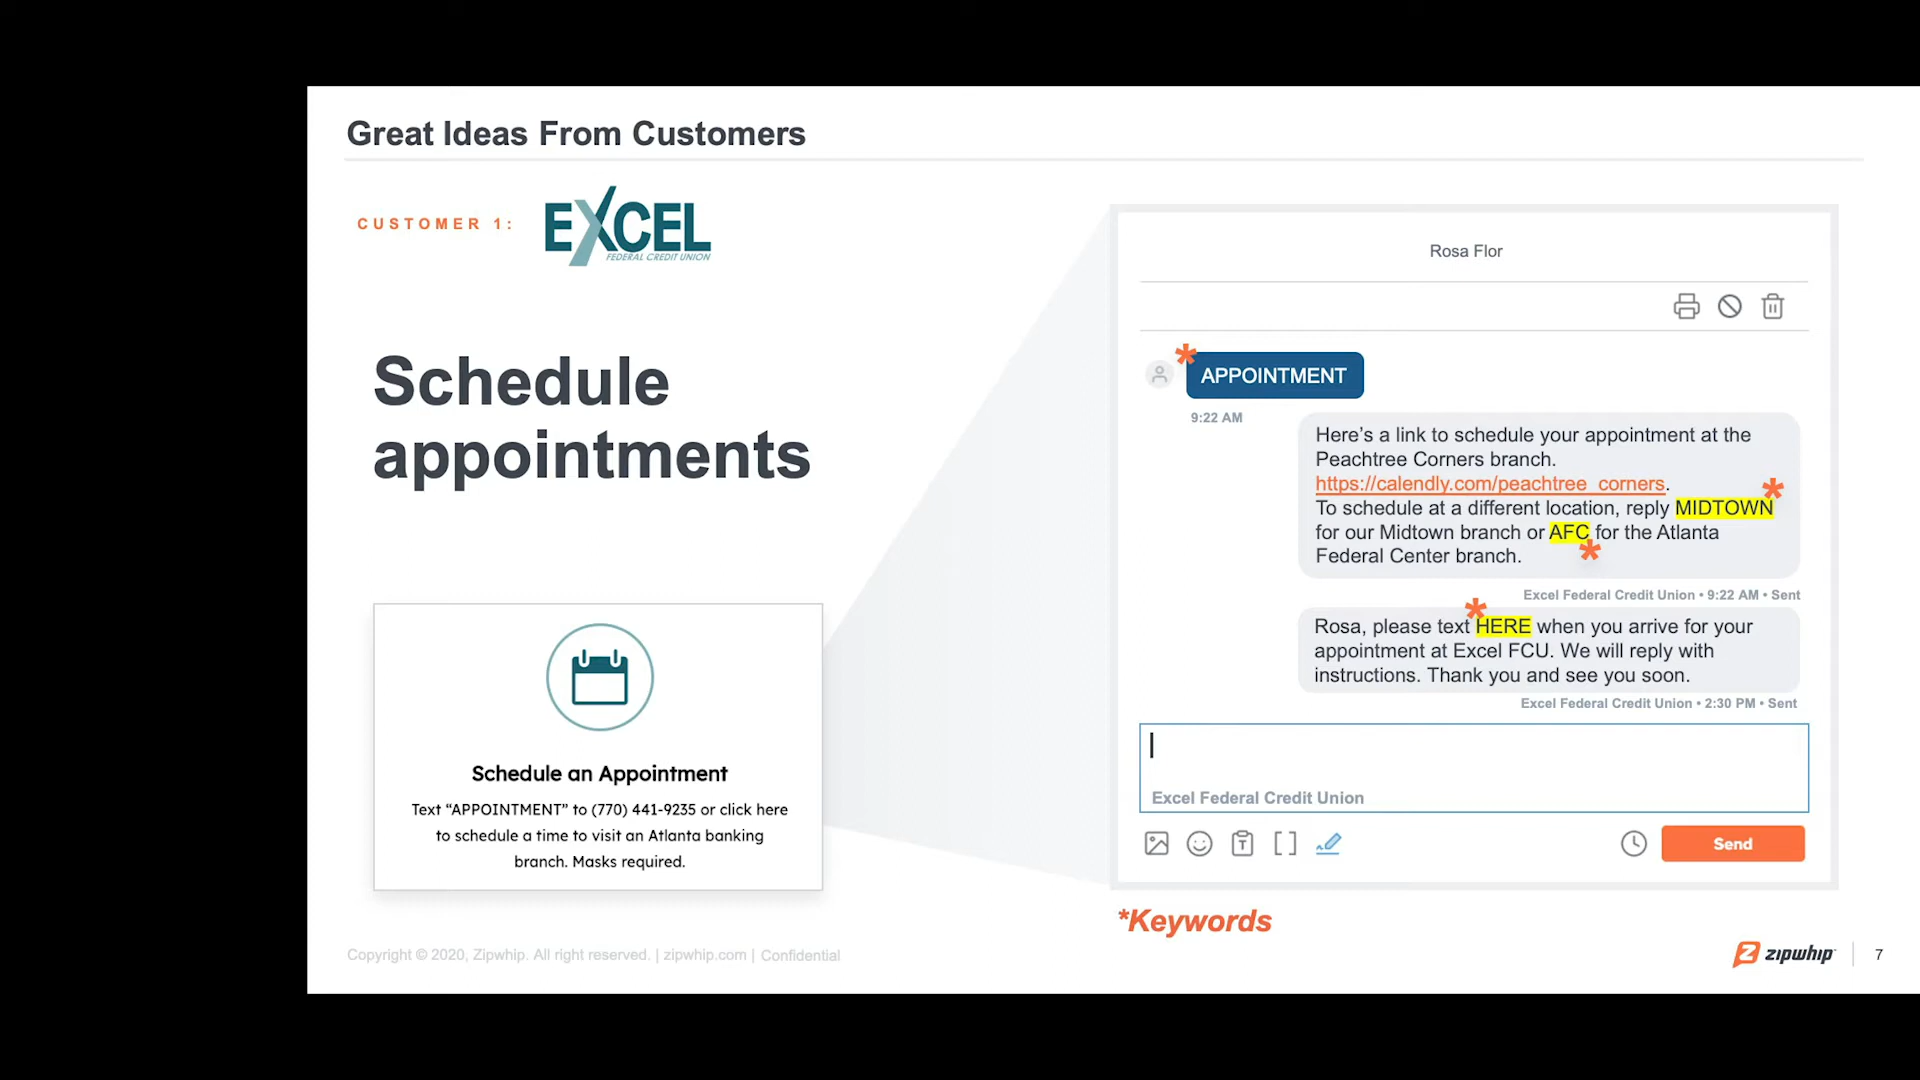 Great Ideas From Customers
CUSTOMER 1:
EXCEL
FEDERAL CREDIT UNION
Schedule
appointments
Schedule an Appointment
Text “APPOINTMENT” to (770) 441-9235 or click here
to schedule a time to visit an Atlanta banking
branch. Masks required.
Rosa Flor
*
APPOINTMENT
9:22 AM
Here’s a link to schedule your appointment at the
Peachtree Corners branch.
https://calendly.com/peachtree_corners.
*
To schedule at a different location, reply MIDTOWN
for our Midtown branch or AFC for the Atlanta
*
Federal Center branch.
Excel Federal Credit Union • 9:22 AM • Sent
*
Rosa, please text HERE when you arrive for your
appointment at Excel FCU. We will reply with
instructions. Thank you and see you soon.
Excel Federal Credit Union • 2:30 PM • Sent
Excel Federal Credit Union
Send
*Keywords
Copyright © 2020, Zipwhip. All right reserved. | zipwhip.com | Confidential
zipwhip
7